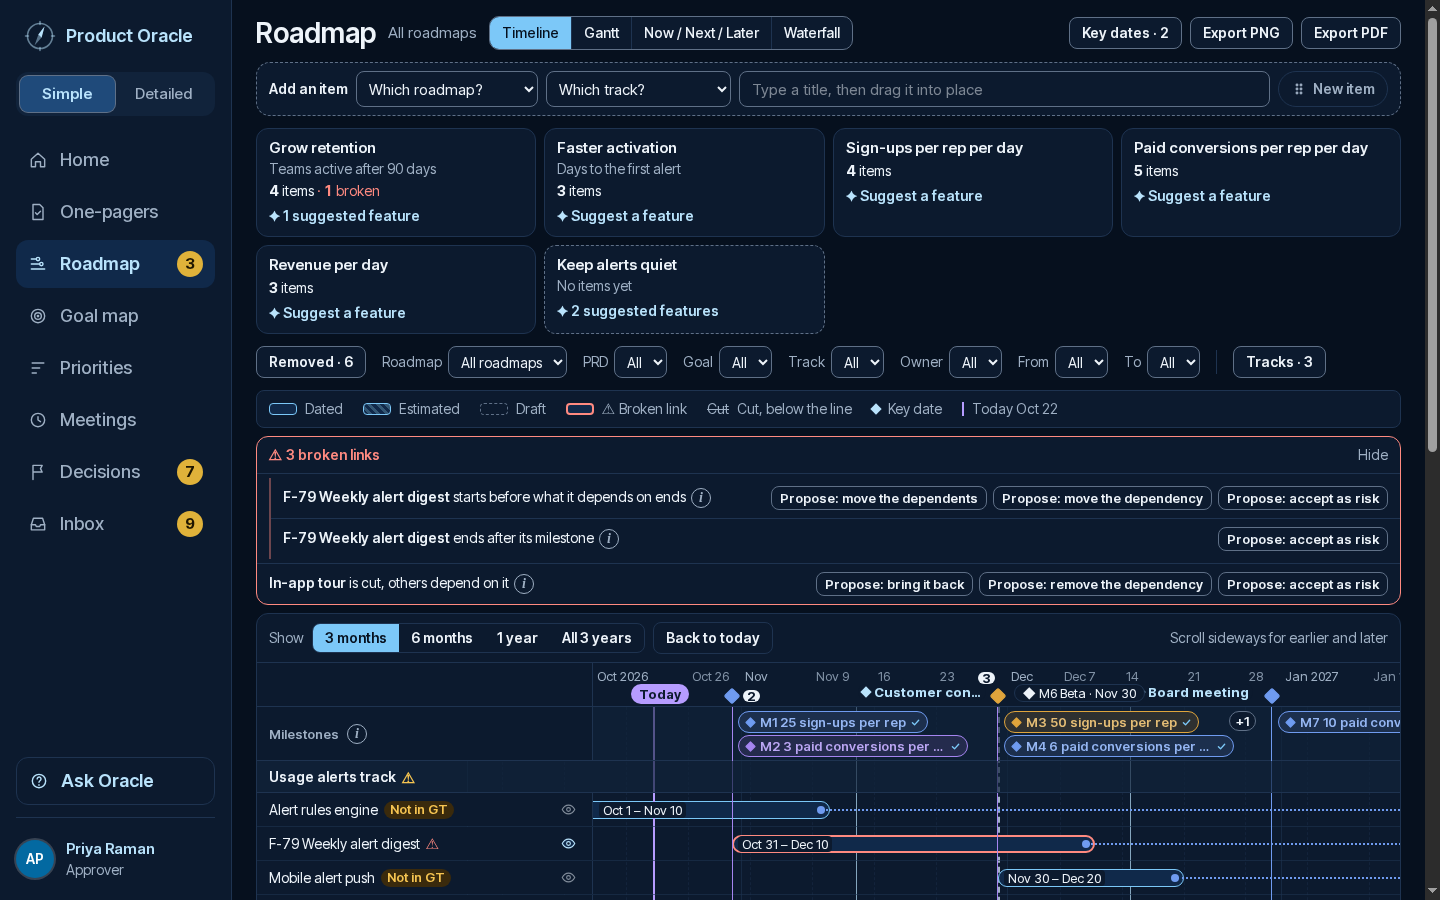 Product Oracle
Simple
Detailed
Home
One-pagers
Roadmap 3
Goal map
Priorities
Meetings
Decisions 7
Inbox 9
Ask Oracle
AP
Priya Raman
Approver
Roadmap All roadmaps Timeline Gantt Now / Next / Later Waterfall Key dates · 2 Export PNG Export PDF
Add an item Which roadmap? Which track? Type a title, then drag it into place New item
Grow retention
Teams active after 90 days
4 items · 1 broken
✦ 1 suggested feature
Faster activation
Days to the first alert
3 items
✦ Suggest a feature
Sign-ups per rep per day
4 items
✦ Suggest a feature
Paid conversions per rep per day
5 items
✦ Suggest a feature
Revenue per day
3 items
✦ Suggest a feature
Keep alerts quiet
No items yet
✦ 2 suggested features
Removed · 6 Roadmap All roadmaps PRD All Goal All Track All Owner All From All To All Tracks · 3
Dated Estimated Draft ⚠ Broken link Cut Cut, below the line ◆ Key date Today Oct 22
⚠ 3 broken links Hide
F-79 Weekly alert digest starts before what it depends on ends i Propose: move the dependents Propose: move the dependency Propose: accept as risk
F-79 Weekly alert digest ends after its milestone i Propose: accept as risk
In-app tour is cut, others depend on it i Propose: bring it back Propose: remove the dependency Propose: accept as risk
Show 3 months 6 months 1 year All 3 years Back to today Scroll sideways for earlier and later
Oct 2026 Oct 26 Nov Nov 9 16 23 3 Dec Dec 7 14 21 28 Jan 2027 Jan
Today 2 ◆ Customer con... ◆ M6 Beta · Nov 30 Board meeting
Milestones i
◆ M1 25 sign-ups per rep ✓ ◆ M3 50 sign-ups per rep ✓ +1 ◆ M7 10 paid conv
◆ M2 3 paid conversions per ... ✓ ◆ M4 6 paid conversions per ... ✓
Usage alerts track ⚠
Alert rules engine Not in GT Oct 1 – Nov 10
F-79 Weekly alert digest ⚠ Oct 31 – Dec 10
Mobile alert push Not in GT Nov 30 – Dec 20